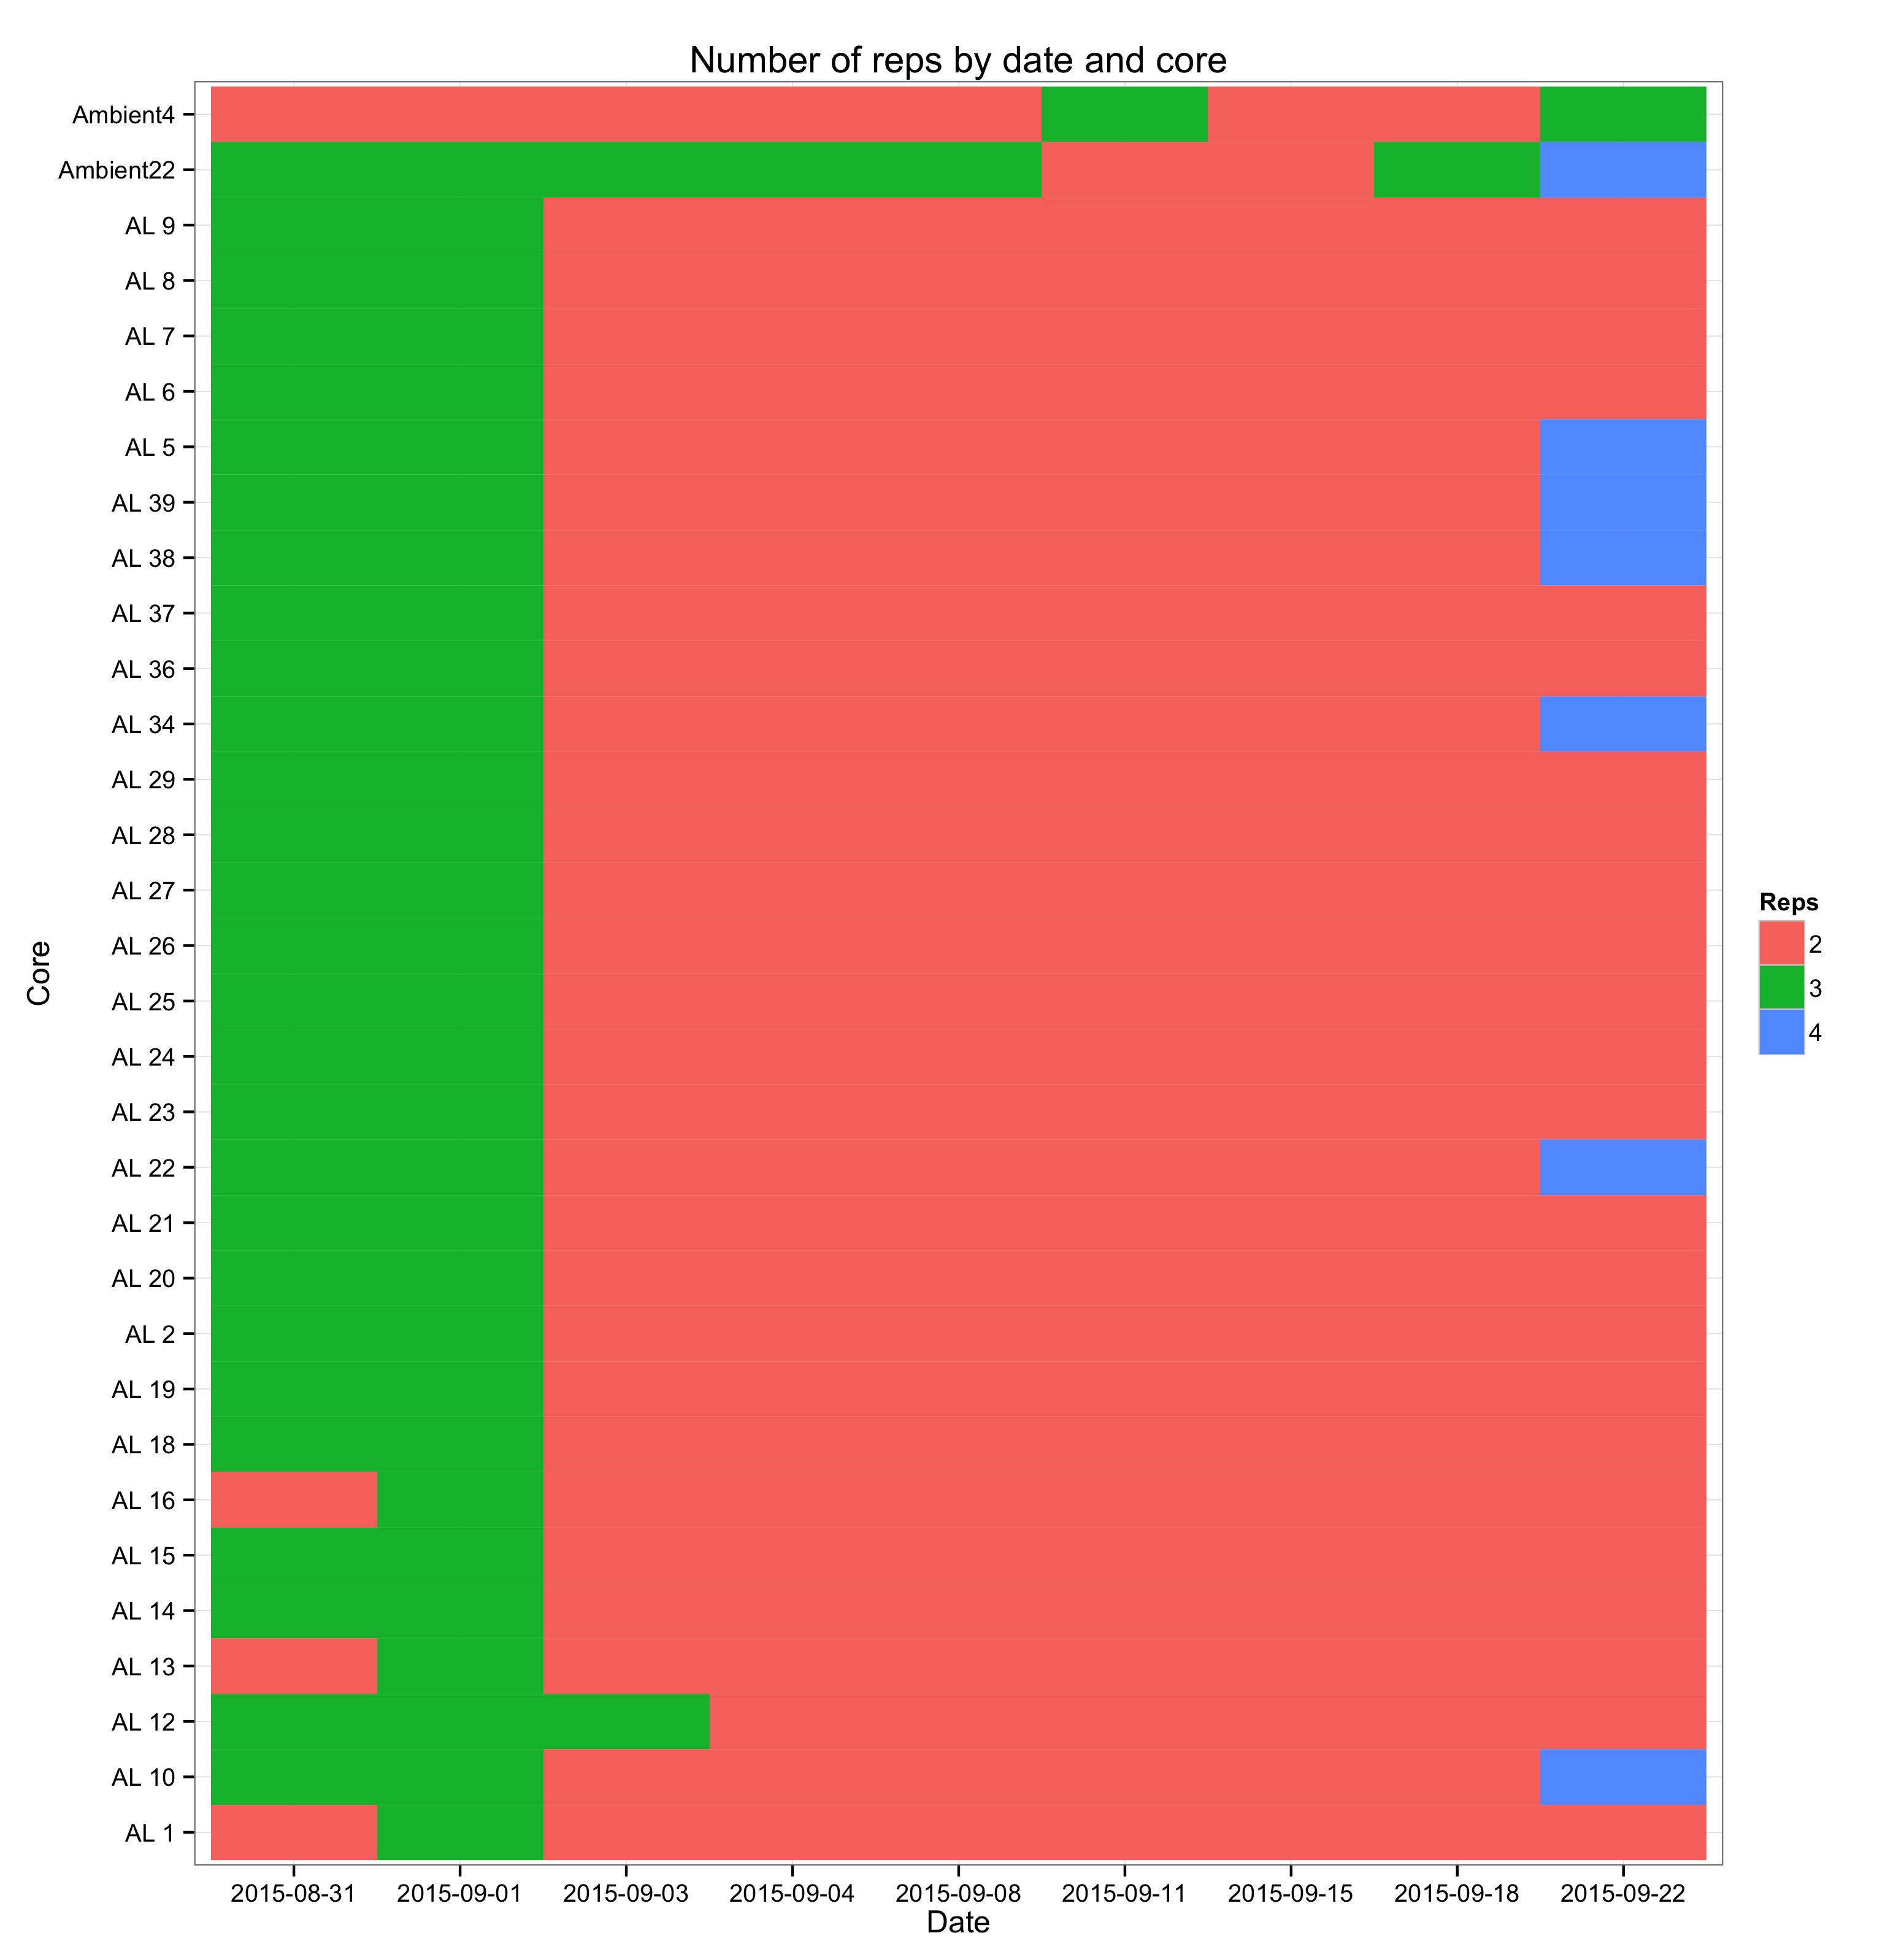 Number of reps by date and core
Ambient4
Ambient22
AL 9
AL 8
AL 7
AL 6
AL 5
AL 39
AL 38
AL 37
AL 36
AL 34
AL 29
AL 28
AL 27
AL 26
AL 25
AL 24
AL 23
AL 22
AL 21
AL 20
AL 2
AL 19
AL 18
AL 16
AL 15
AL 14
AL 13
AL 12
AL 10
AL 1
Core
2015-08-31 2015-09-01 2015-09-03 2015-09-04 2015-09-08 2015-09-11 2015-09-15 2015-09-18 2015-09-22
Date
Reps
2
3
4